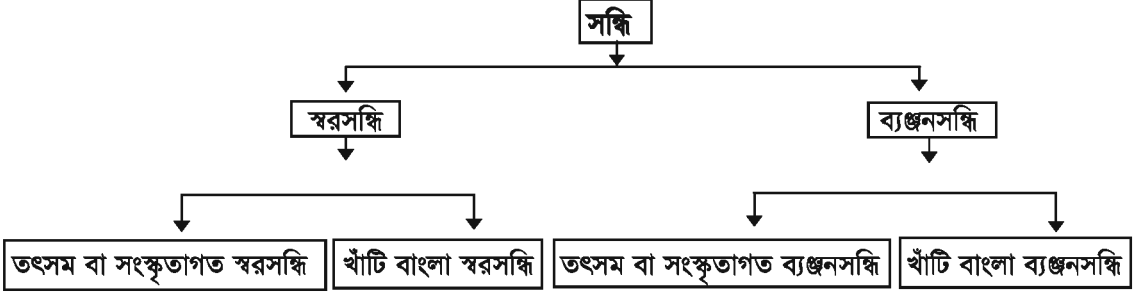 সন্ধি
স্বরসন্ধি ব্যঞ্জনসন্ধি
তৎসম বা সংস্কৃতাগত স্বরসন্ধি খাঁটি বাংলা স্বরসন্ধি তৎসম বা সংস্কৃতাগত ব্যঞ্জনসন্ধি খাঁটি বাংলা ব্যঞ্জনসন্ধি